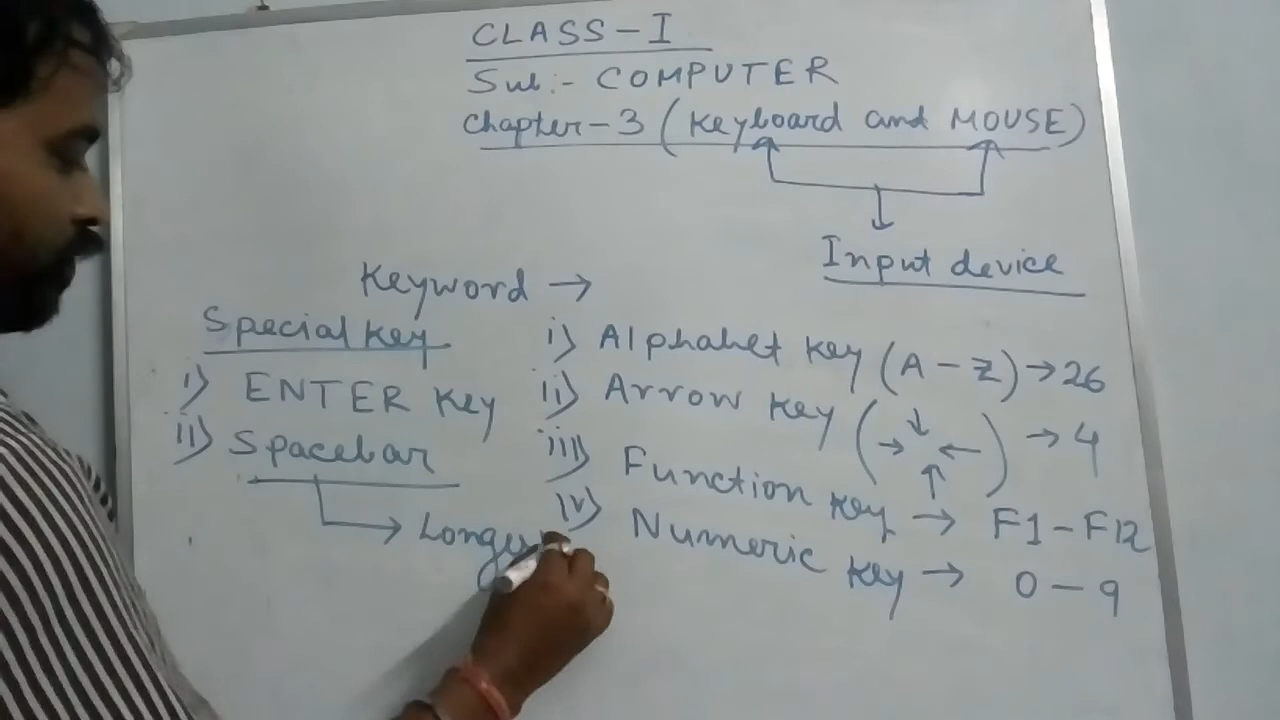 CLASS-I
Sub:- COMPUTER
Chapter-3 (Keyboard and MOUSE)
Input device
Keyword →
Special Key
i) ENTER Key
ii) Spacebar
i) Alphabet Key (A-Z) → 26
ii) Arrow Key (→ ↓ ← ↑) → 4
iii) Function Key → F1-F12
iv) Numeric Key → 0-9